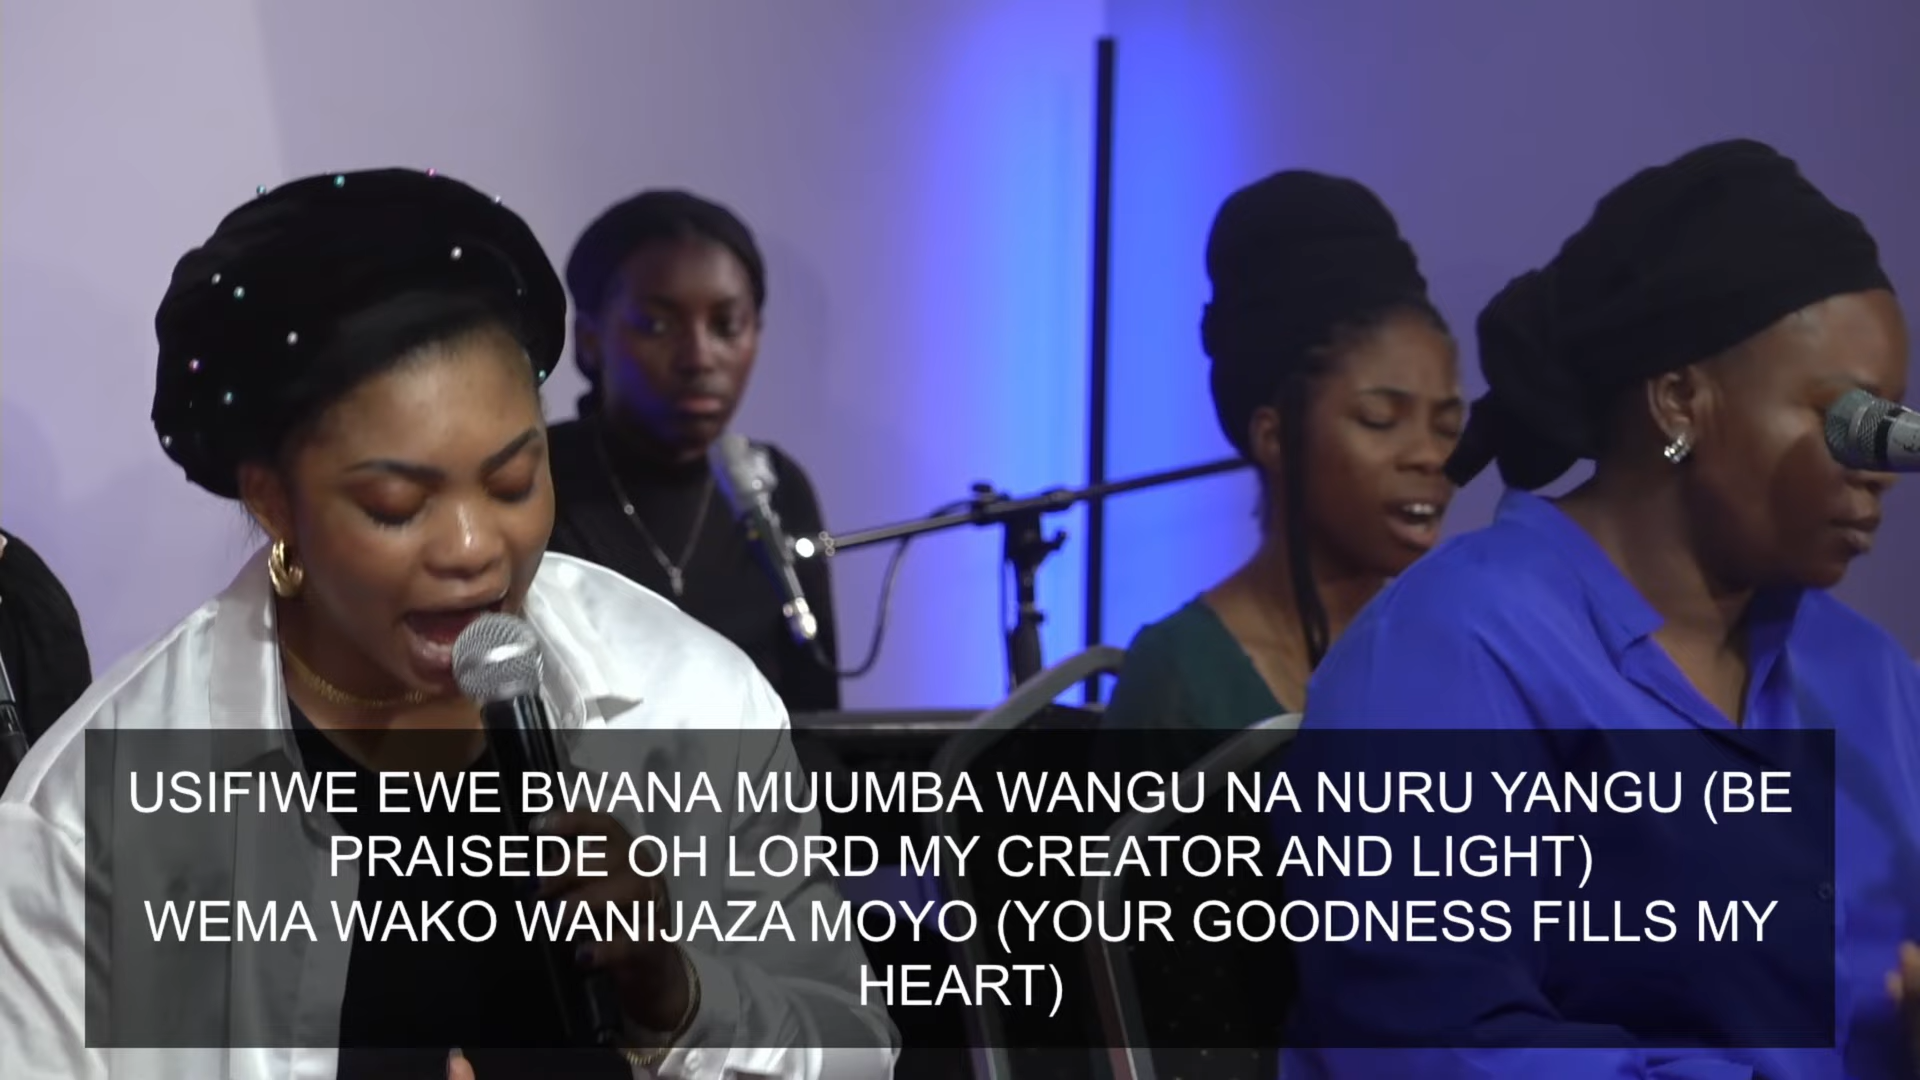 USIFIWE EWE BWANA MUUMBA WANGU NA NURU YANGU (BE
PRAISEDE OH LORD MY CREATOR AND LIGHT)
WEMA WAKO WANIJAZA MOYO (YOUR GOODNESS FILLS MY
HEART)